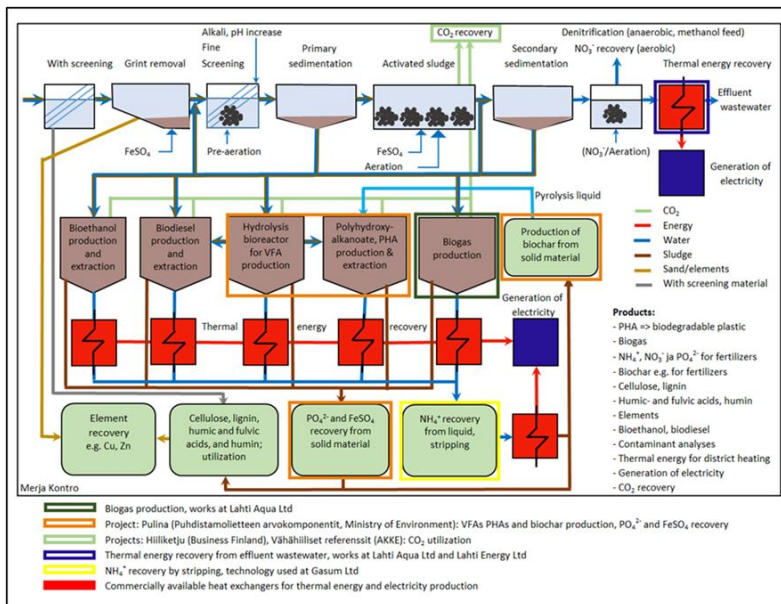 Alkali, pH increase
Fine
Screening
With screening
Grint removal
Primary
sedimentation
Activated sludge
CO₂ recovery
Secondary
sedimentation
Denitrification (anaerobic, methanol feed)
NO₃⁻ recovery (aerobic)
Thermal energy recovery
Effluent
wastewater
FeSO₄
Pre-aeration
FeSO₄
Aeration
(NO₃⁻/Aeration)
Generation of
electricity
Pyrolysis liquid
Bioethanol
production
and
extraction
Biodiesel
production
and
extraction
Hydrolysis
bioreactor
for VFA
production
Polyhydroxy-
alkanoate, PHA
production &
extraction
Biogas
production
Production of
biochar from
solid material
CO₂
Energy
Water
Sludge
Sand/elements
With screening material
Generation of
electricity
Thermal
energy
recovery
Products:
- PHA => biodegradable plastic
- Biogas
- NH₄⁺, NO₃⁻ ja PO₄²⁻ for fertilizers
- Biochar e.g. for fertilizers
- Cellulose, lignin
- Humic- and fulvic acids, humin
- Elements
- Bioethanol, biodiesel
- Contaminant analyses
- Thermal energy for district heating
- Generation of electricity
- CO₂ recovery
Element
recovery
e.g. Cu, Zn
Cellulose, lignin,
humic and fulvic
acids, and humin;
utilization
PO₄²⁻ and FeSO₄
recovery from
solid material
NH₄⁺ recovery
from liquid,
stripping
Merja Kontro
Biogas production, works at Lahti Aqua Ltd
Project: Pulina (Puhdistamolietteen arvokomponentit, Ministry of Environment): VFAs PHAs and biochar production, PO₄²⁻ and FeSO₄ recovery
Projects: Hiiliketju (Business Finland), Vähähiiliset referenssit (AKKE): CO₂ utilization
Thermal energy recovery from effluent wastewater, works at Lahti Aqua Ltd and Lahti Energy Ltd
NH₄⁺ recovery by stripping, technology used at Gasum Ltd
Commercially available heat exchangers for thermal energy and electricity production